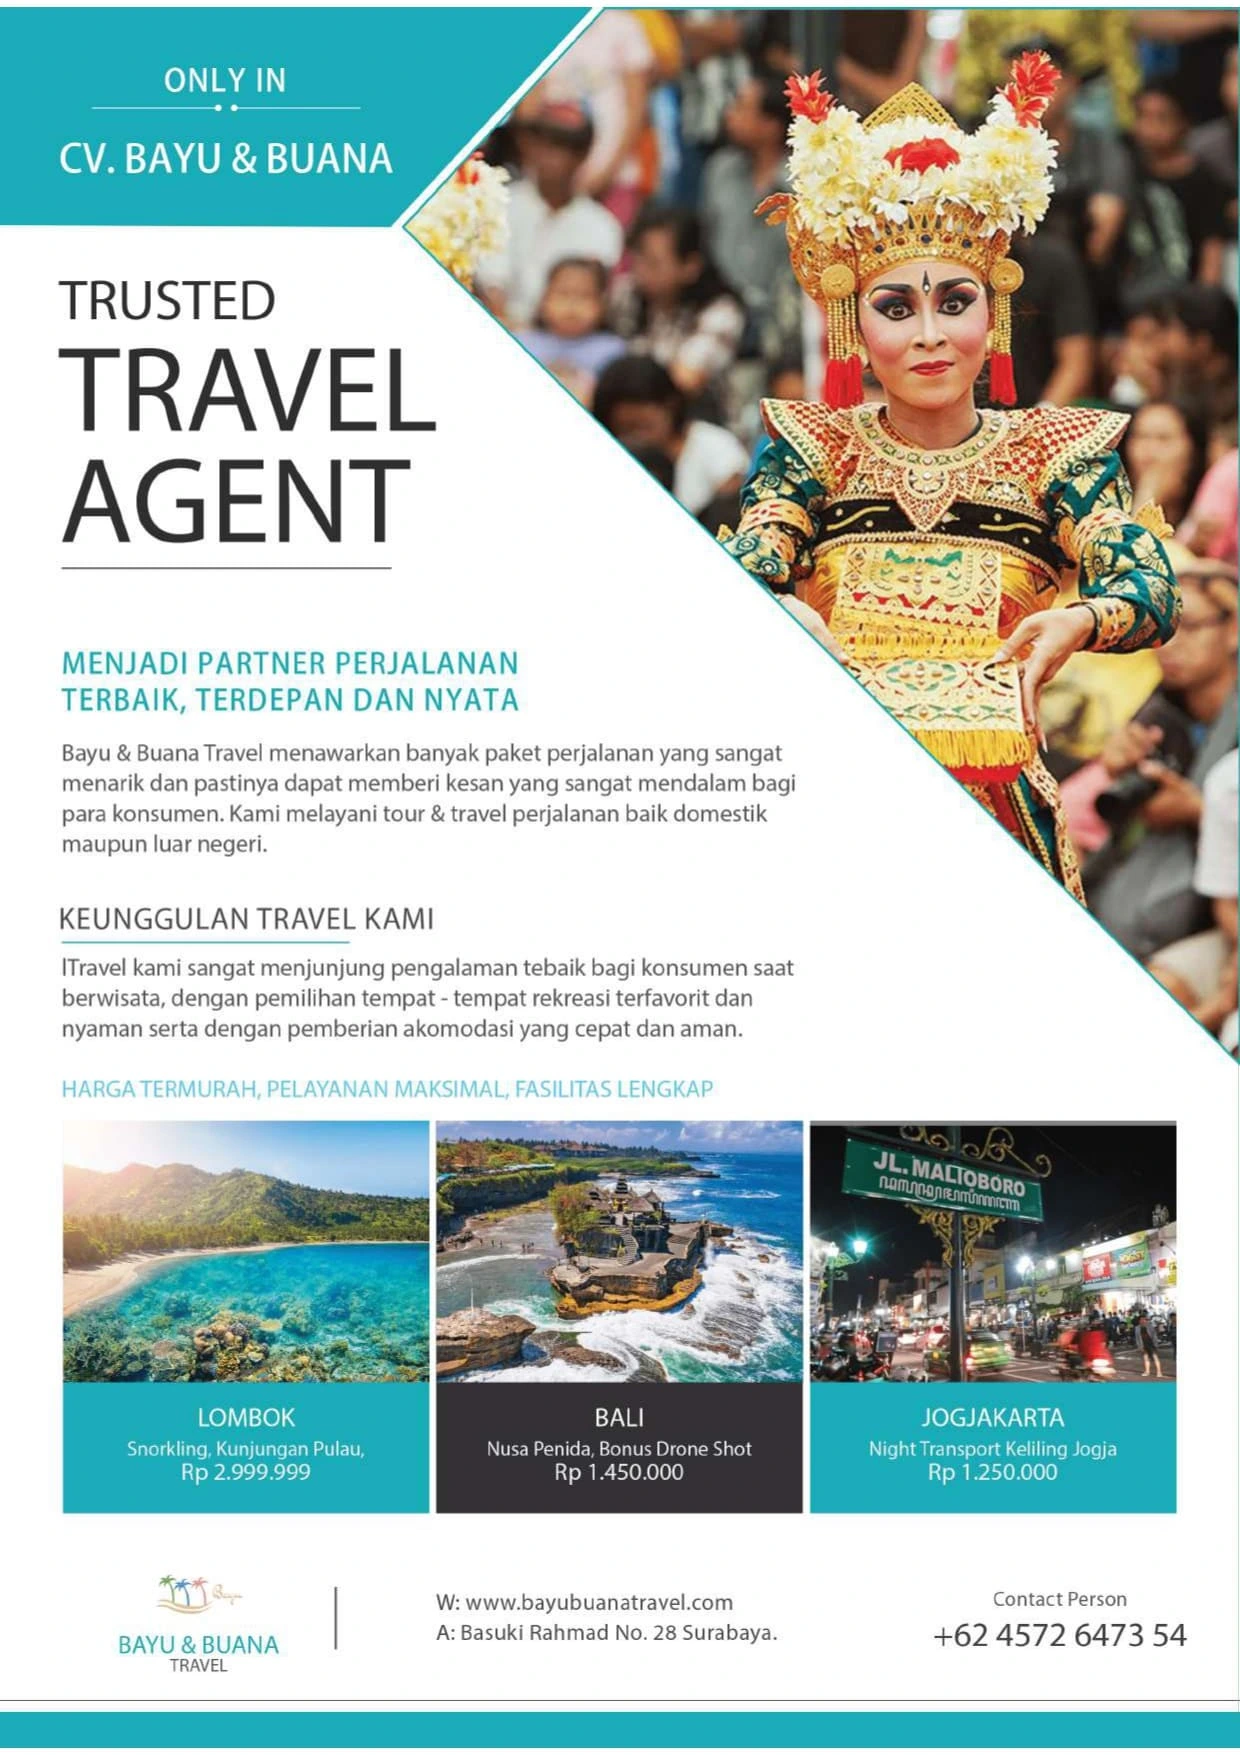 ONLY IN
CV. BAYU & BUANA
TRUSTED
TRAVEL
AGENT
MENJADI PARTNER PERJALANAN
TERBAIK, TERDEPAN DAN NYATA
Bayu & Buana Travel menawarkan banyak paket perjalanan yang sangat
menarik dan pastinya dapat memberi kesan yang sangat mendalam bagi
para konsumen. Kami melayani tour & travel perjalanan baik domestik
maupun luar negeri.
KEUNGGULAN TRAVEL KAMI
ITravel kami sangat menjunjung pengalaman tebaik bagi konsumen saat
berwisata, dengan pemilihan tempat - tempat rekreasi terfavorit dan
nyaman serta dengan pemberian akomodasi yang cepat dan aman.
HARGA TERMURAH, PELAYANAN MAKSIMAL, FASILITAS LENGKAP
JL. MALIOBORO
LOMBOK
Snorkling, Kunjungan Pulau,
Rp 2.999.999
BALI
Nusa Penida, Bonus Drone Shot
Rp 1.450.000
JOGJAKARTA
Night Transport Keliling Jogja
Rp 1.250.000
Bayu
BAYU & BUANA
TRAVEL
W: www.bayubuanatravel.com
A: Basuki Rahmad No. 28 Surabaya.
Contact Person
+62 4572 6473 54